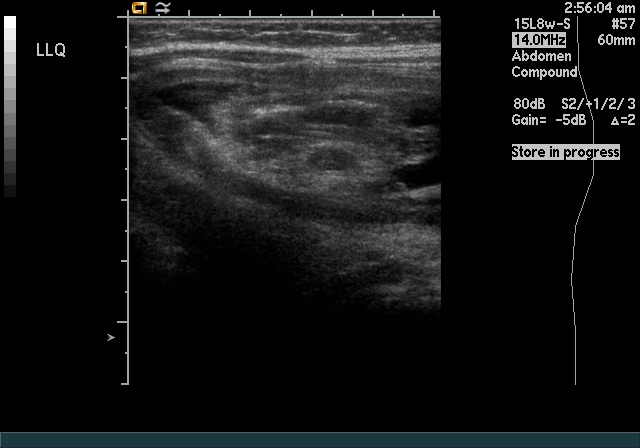 2:56:04 am
15L8w-S #57
14.0MHz 60mm
Abdomen
Compound
80dB S2/+1/2/ 3
Gain= -5dB Δ=2
Store in progress
LLQ